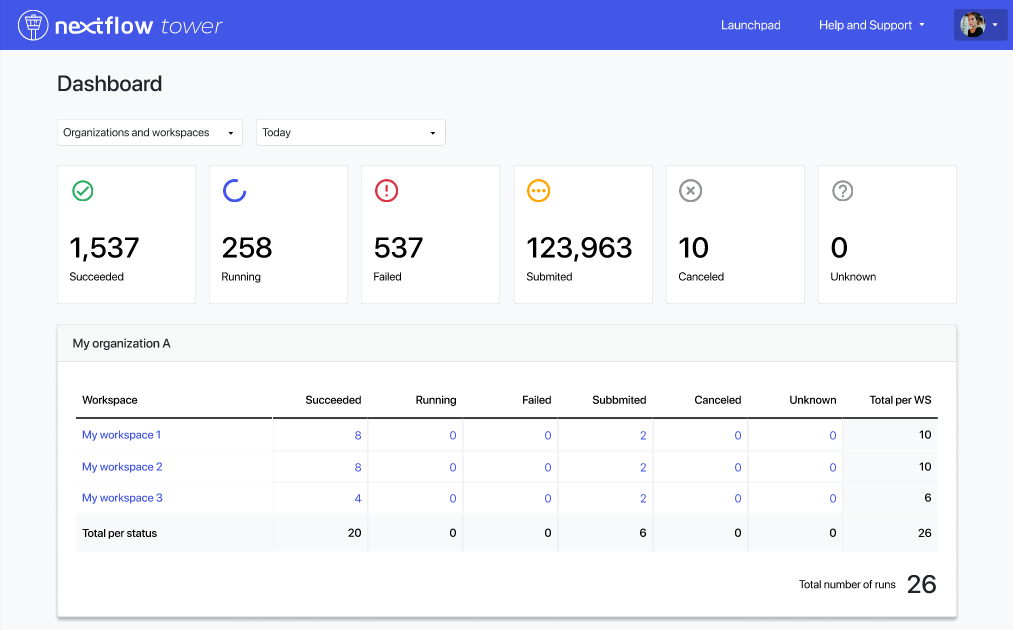 nextflow tower Launchpad Help and Support
Dashboard
Organizations and workspaces Today
1,537 258 537 123,963 10 0
Succeeded Running Failed Submited Canceled Unknown
My organization A
Workspace Succeeded Running Failed Subbmited Canceled Unknown Total per WS
My workspace 1 8 0 0 2 0 0 10
My workspace 2 8 0 0 2 0 0 10
My workspace 3 4 0 0 2 0 0 6
Total per status 20 0 0 6 0 0 26
Total number of runs 26